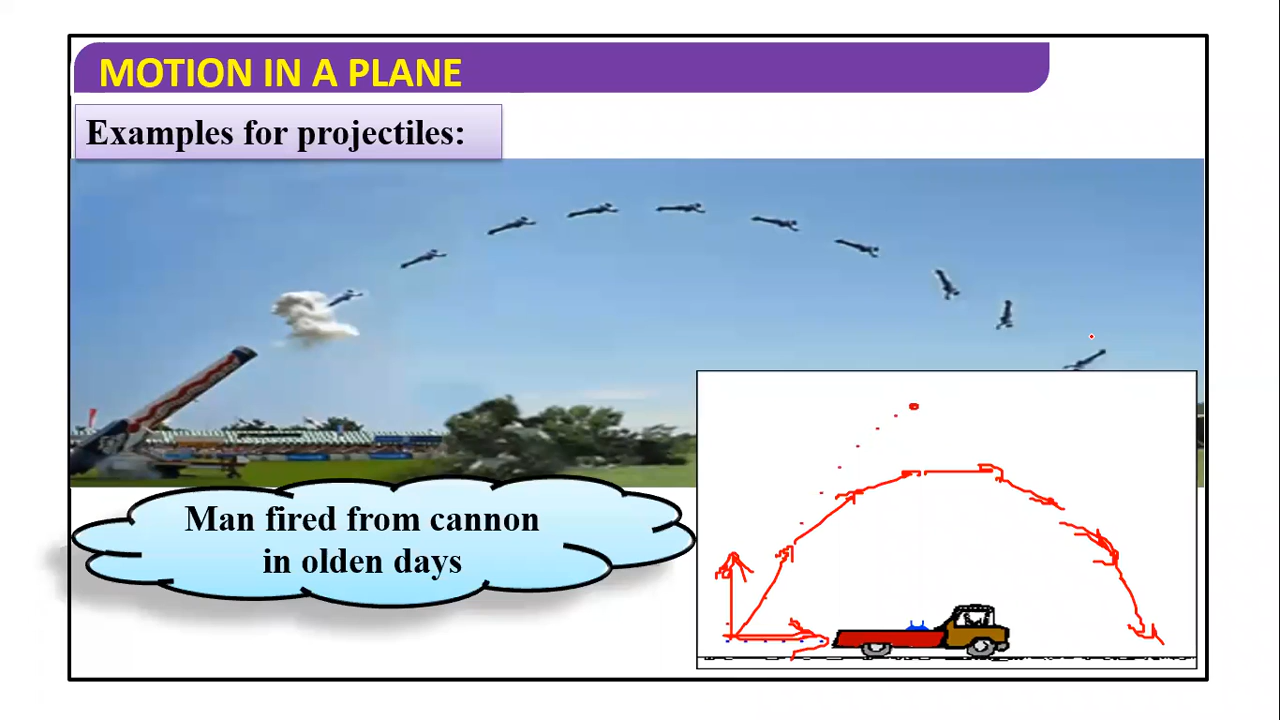 MOTION IN A PLANE
Examples for projectiles:
Man fired from cannon
in olden days